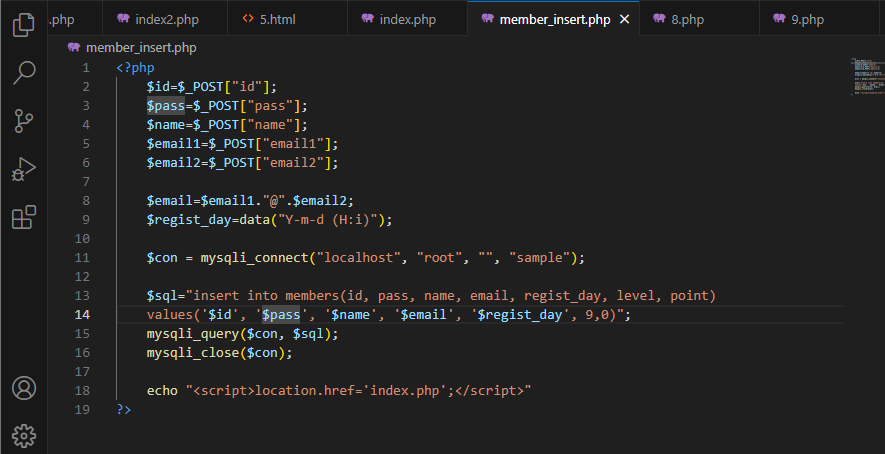 .php index2.php 5.html index.php member_insert.php 8.php 9.php
member_insert.php
1 <?php
2 $id=$_POST["id"];
3 $pass=$_POST["pass"];
4 $name=$_POST["name"];
5 $email1=$_POST["email1"];
6 $email2=$_POST["email2"];
7
8 $email=$email1."@".$email2;
9 $regist_day=data("Y-m-d (H:i)");
10
11 $con = mysqli_connect("localhost", "root", "", "sample");
12
13 $sql="insert into members(id, pass, name, email, regist_day, level, point)
14 values('$id', '$pass', '$name', '$email', '$regist_day', 9,0)";
15 mysqli_query($con, $sql);
16 mysqli_close($con);
17
18 echo "<script>location.href='index.php';</script>"
19 ?>